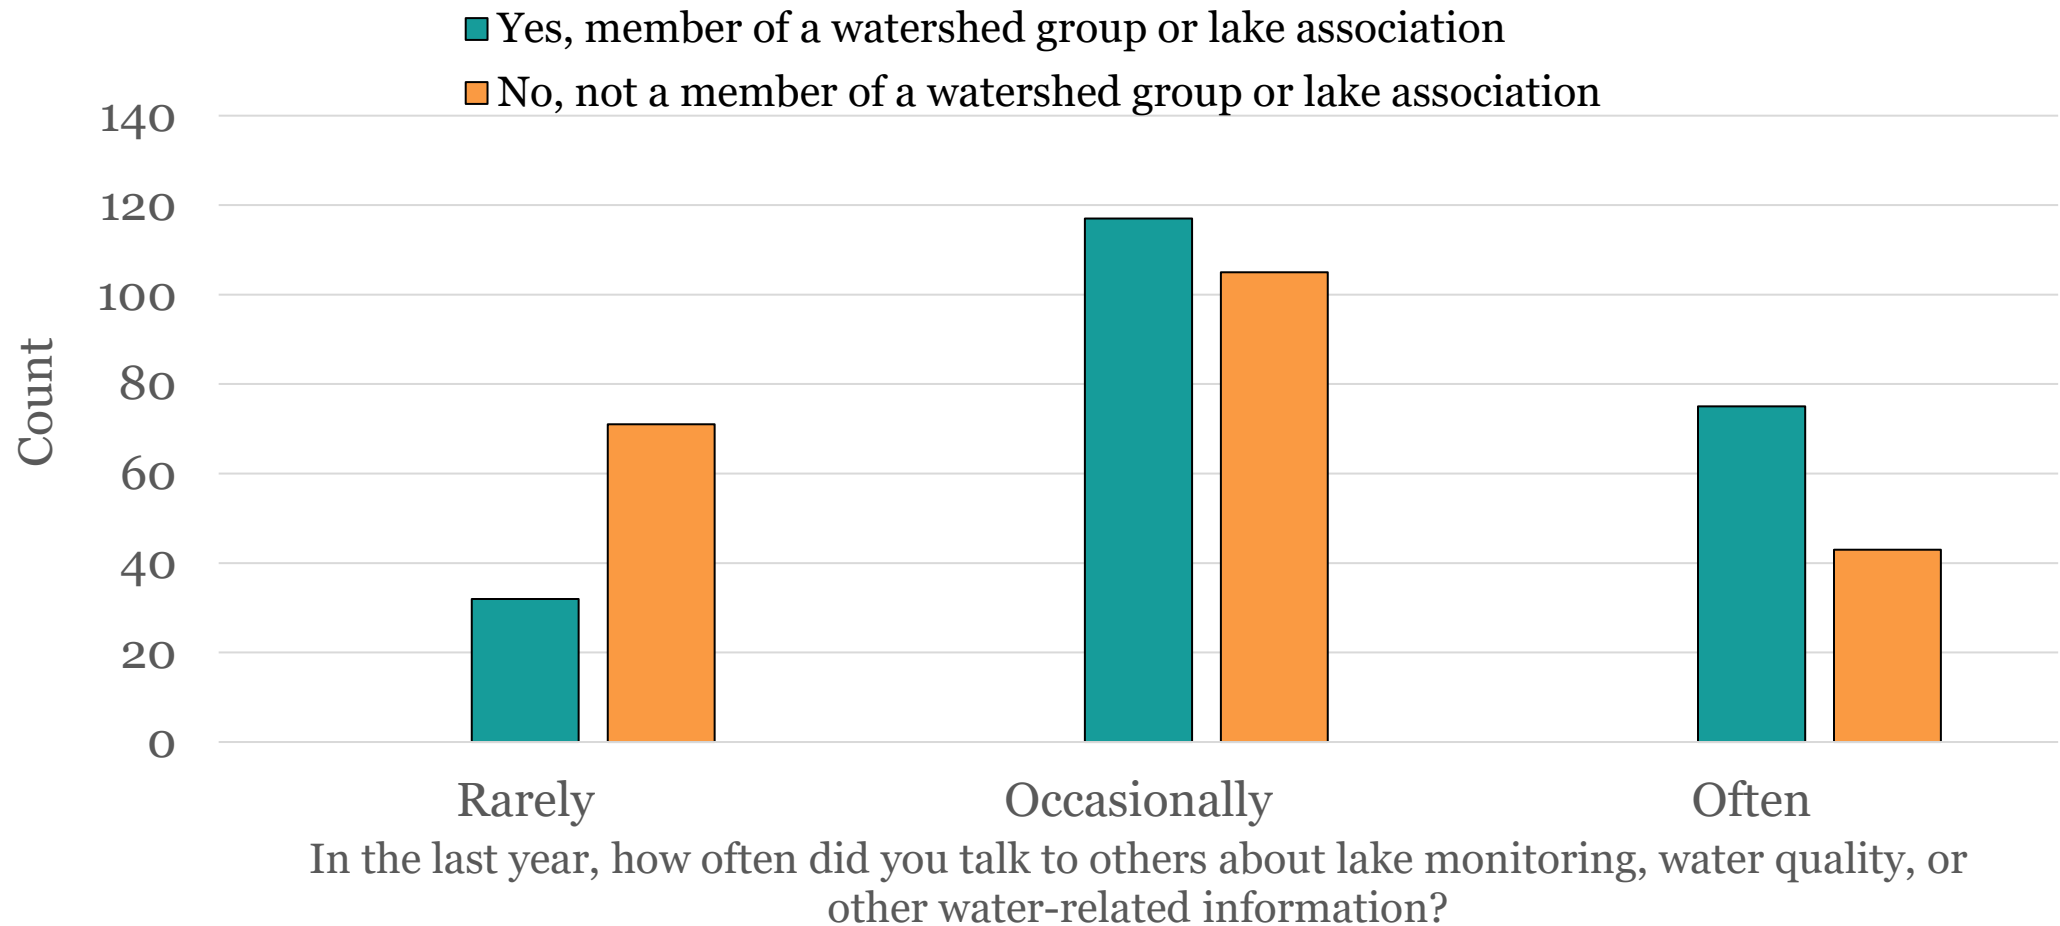 Yes, member of a watershed group or lake association
No, not a member of a watershed group or lake association
140
120
100
80
60
40
20
0
Count
Rarely
Occasionally
Often
In the last year, how often did you talk to others about lake monitoring, water quality, or
other water-related information?